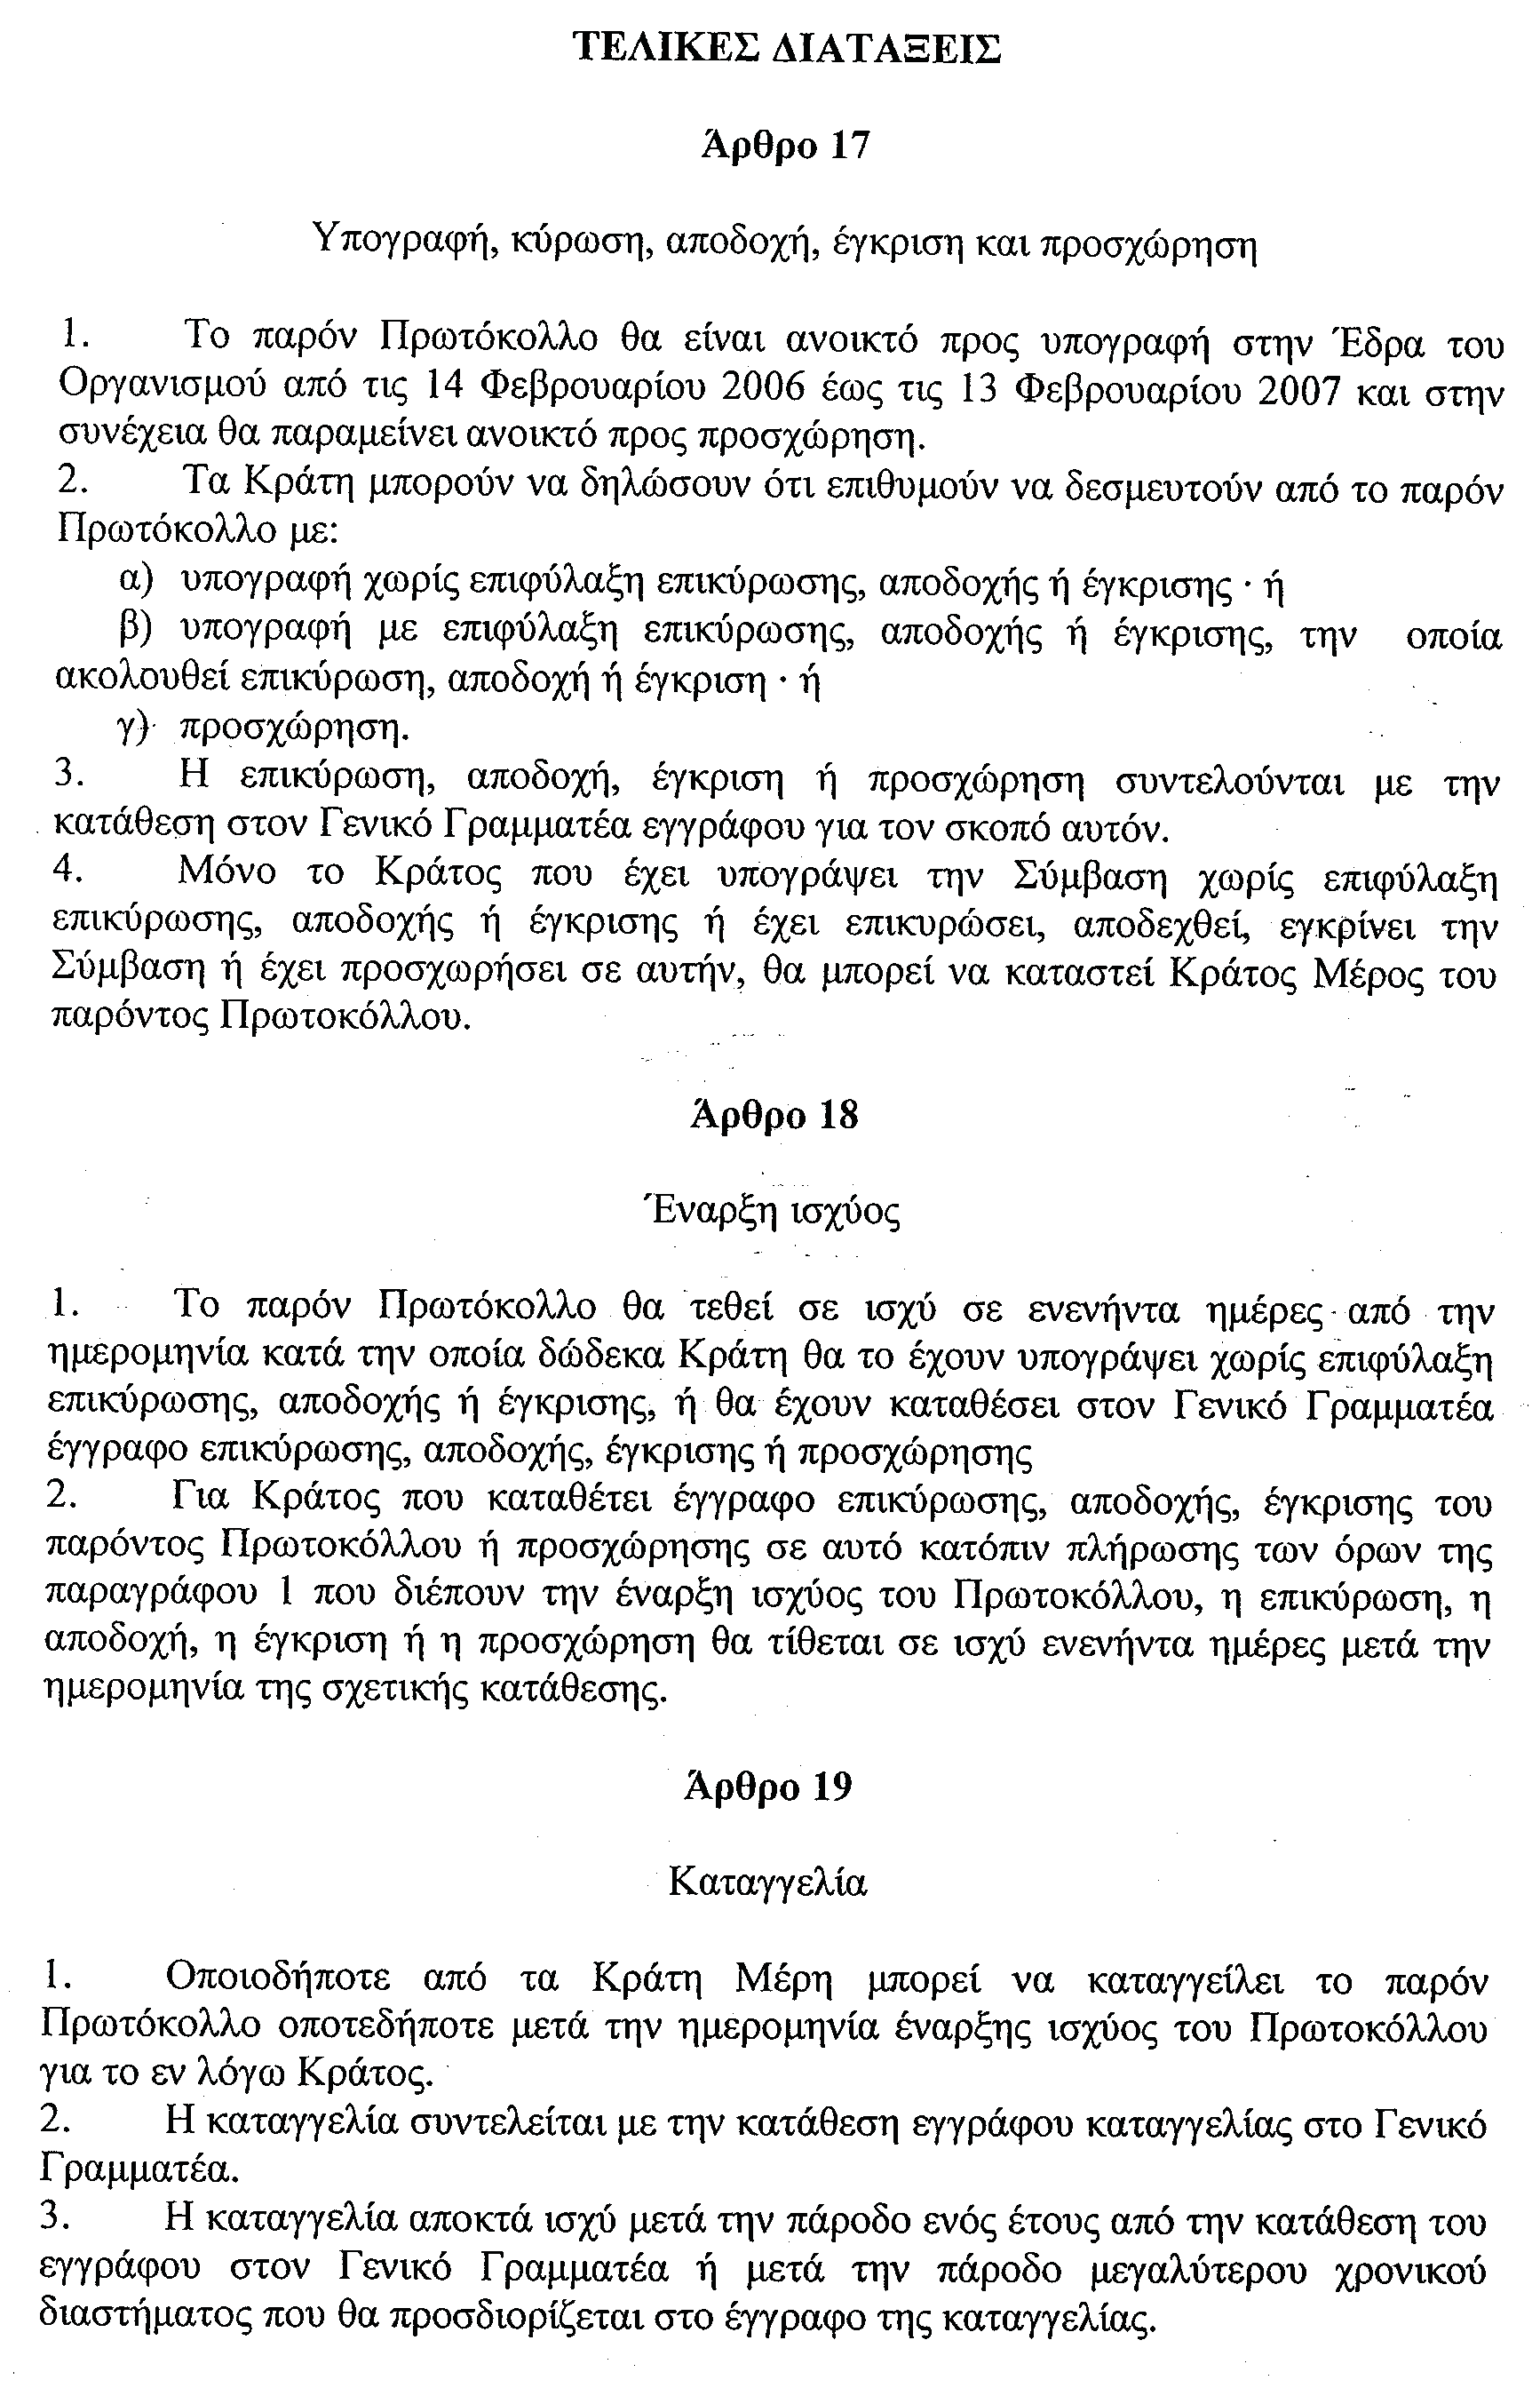 ΤΕΛΙΚΕΣ ΔΙΑΤΑΞΕΙΣ
Άρθρο 17
Υπογραφή, κύρωση, αποδοχή, έγκριση και προσχώρηση
1. Το παρόν Πρωτόκολλο θα είναι ανοικτό προς υπογραφή στην Έδρα του
Οργανισμού από τις 14 Φεβρουαρίου 2006 έως τις 13 Φεβρουαρίου 2007 και στην
συνέχεια θα παραμείνει ανοικτό προς προσχώρηση.
2. Τα Κράτη μπορούν να δηλώσουν ότι επιθυμούν να δεσμευτούν από το παρόν
Πρωτόκολλο με:
α) υπογραφή χωρίς επιφύλαξη επικύρωσης, αποδοχής ή έγκρισης · ή
β) υπογραφή με επιφύλαξη επικύρωσης, αποδοχής ή έγκρισης, την οποία
ακολουθεί επικύρωση, αποδοχή ή έγκριση · ή
γ) προσχώρηση.
3. Η επικύρωση, αποδοχή, έγκριση ή προσχώρηση συντελούνται με την
κατάθεση στον Γενικό Γραμματέα εγγράφου για τον σκοπό αυτόν.
4. Μόνο το Κράτος που έχει υπογράψει την Σύμβαση χωρίς επιφύλαξη
επικύρωσης, αποδοχής ή έγκρισης ή έχει επικυρώσει, αποδεχθεί, εγκρίνει την
Σύμβαση ή έχει προσχωρήσει σε αυτήν, θα μπορεί να καταστεί Κράτος Μέρος του
παρόντος Πρωτοκόλλου.
Άρθρο 18
Έναρξη ισχύος
1. Το παρόν Πρωτόκολλο θα τεθεί σε ισχύ σε ενενήντα ημέρες από την
ημερομηνία κατά την οποία δώδεκα Κράτη θα το έχουν υπογράψει χωρίς επιφύλαξη
επικύρωσης, αποδοχής ή έγκρισης, ή θα έχουν καταθέσει στον Γενικό Γραμματέα
έγγραφο επικύρωσης, αποδοχής, έγκρισης ή προσχώρησης
2. Για Κράτος που καταθέτει έγγραφο επικύρωσης, αποδοχής, έγκρισης του
παρόντος Πρωτοκόλλου ή προσχώρησης σε αυτό κατόπιν πλήρωσης των όρων της
παραγράφου 1 που διέπουν την έναρξη ισχύος του Πρωτοκόλλου, η επικύρωση, η
αποδοχή, η έγκριση ή η προσχώρηση θα τίθεται σε ισχύ ενενήντα ημέρες μετά την
ημερομηνία της σχετικής κατάθεσης.
Άρθρο 19
Καταγγελία
1. Οποιοδήποτε από τα Κράτη Μέρη μπορεί να καταγγείλει το παρόν
Πρωτόκολλο οποτεδήποτε μετά την ημερομηνία έναρξης ισχύος του Πρωτοκόλλου
για το εν λόγω Κράτος.
2. Η καταγγελία συντελείται με την κατάθεση εγγράφου καταγγελίας στο Γενικό
Γραμματέα.
3. Η καταγγελία αποκτά ισχύ μετά την πάροδο ενός έτους από την κατάθεση του
εγγράφου στον Γενικό Γραμματέα ή μετά την πάροδο μεγαλύτερου χρονικού
διαστήματος που θα προσδιορίζεται στο έγγραφο της καταγγελίας.